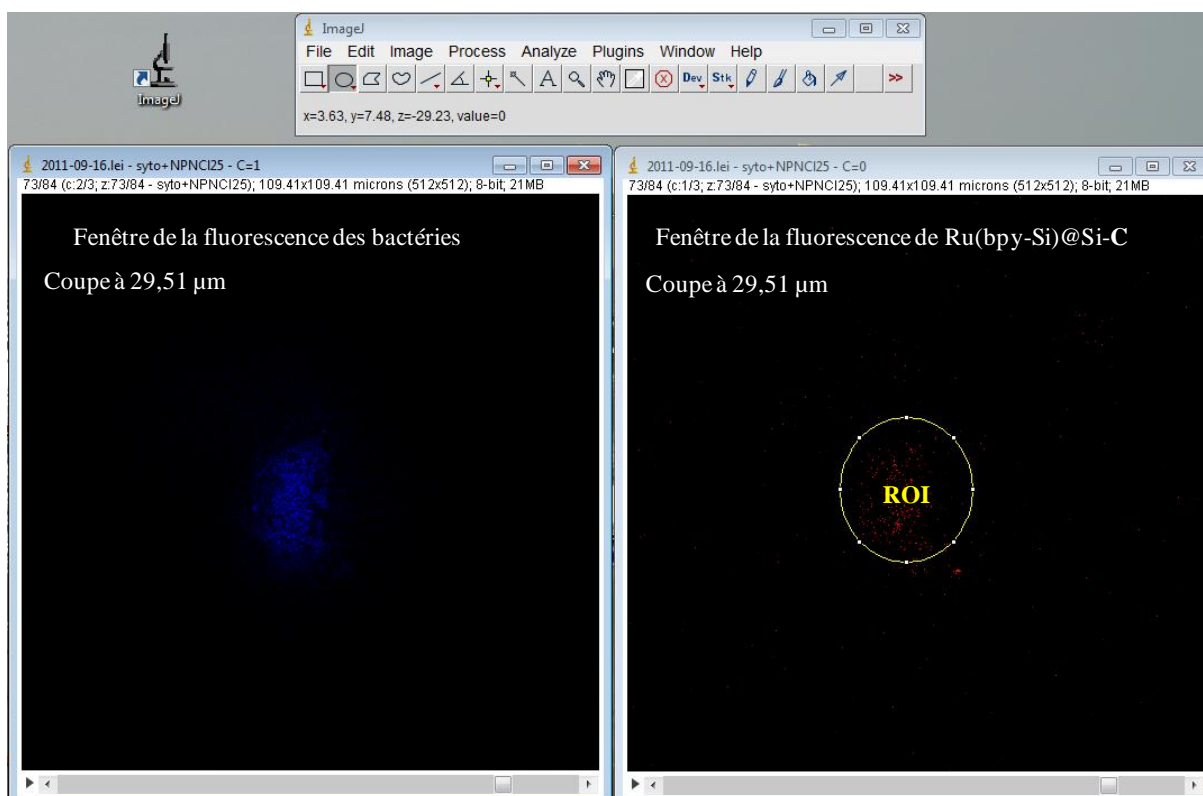 ImageJ
ImageJ
File Edit Image Process Analyze Plugins Window Help
A Dev Stk >>
x=3.63, y=7.48, z=-29.23, value=0
2011-09-16.lei - syto+NPNCl25 - C=1
73/84 (c:2/3; z:73/84 - syto+NPNCl25); 109.41x109.41 microns (512x512); 8-bit; 21MB
Fenêtre de la fluorescence des bactéries
Coupe à 29,51 µm
2011-09-16.lei - syto+NPNCl25 - C=0
73/84 (c:1/3; z:73/84 - syto+NPNCl25); 109.41x109.41 microns (512x512); 8-bit; 21MB
Fenêtre de la fluorescence de Ru(bpy-Si)@Si-C
Coupe à 29,51 µm
ROI